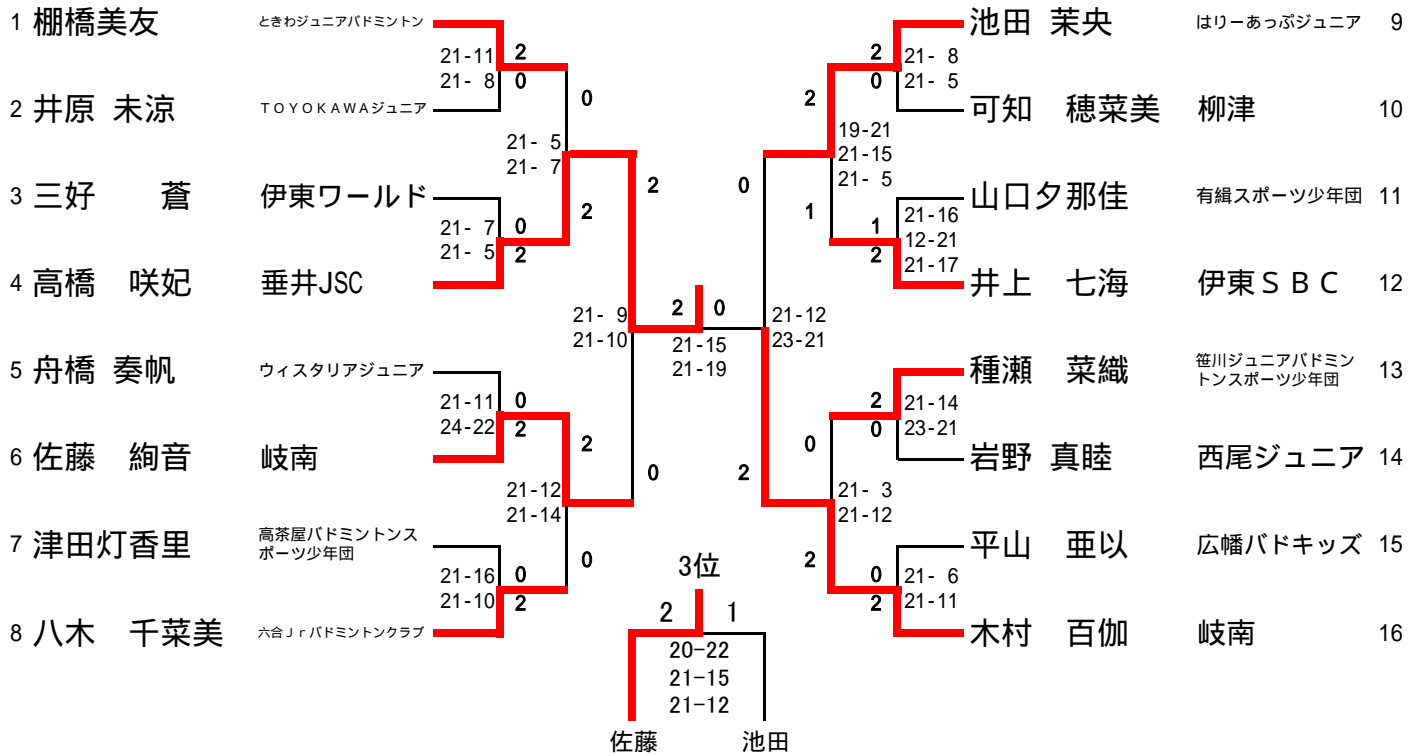 1 棚橋美友 ときわジュニアバドミントン
21-11 2
21- 8 0
2 井原 未涼 TOYOKAWAジュニア
0
21- 5
21- 7
2
3 三好 蒼 伊東ワールド
21- 7 0
21- 5 2
4 高橋 咲妃 垂井JSC
2
21- 9
21-10
0
5 舟橋 奏帆 ウィスタリアジュニア
21-11 0
24-22 2
6 佐藤 絢音 岐南
2
21-12
21-14
0
7 津田灯香里 高茶屋バドミントンス
ポーツ少年団
21-16 0
21-10 2
8 八木 千菜美 六合Jrバドミントンクラブ
2 0
21-15
21-19
池田 茉央 はりーあっぷジュニア 9
2 21- 8
0 21- 5
可知 穂菜美 柳津 10
2
19-21
21-15
21- 5
1
山口夕那佳 有緝スポーツ少年団 11
1 21-16
12-21
2 21-17
井上 七海 伊東SBC 12
0
21-12
23-21
2
種瀬 菜織 笹川ジュニアバドミン
トンスポーツ少年団 13
2 21-14
0 23-21
岩野 真睦 西尾ジュニア 14
0
21- 3
21-12
2
平山 亜以 広幡バドキッズ 15
0 21- 6
2 21-11
木村 百伽 岐南 16
3位
2 1
20-22
21-15
21-12
佐藤 池田